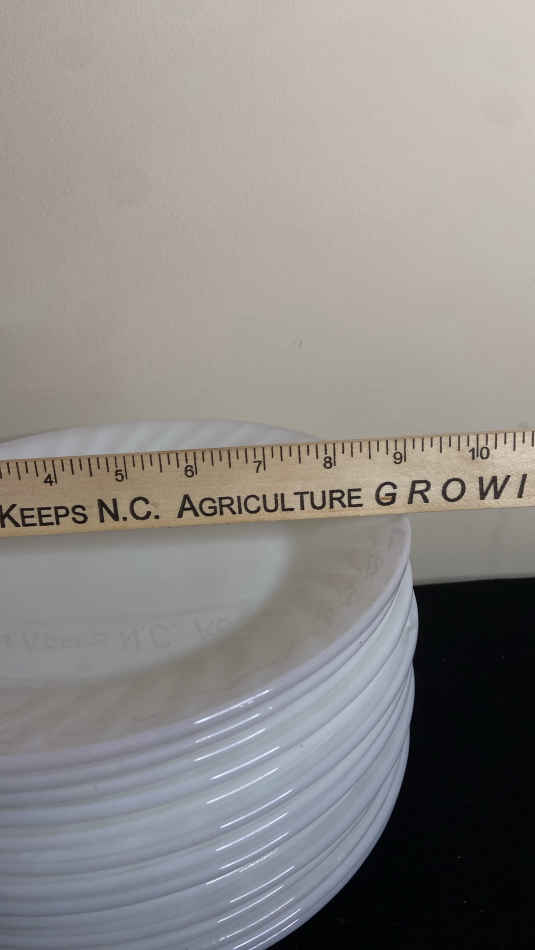 4 5 6 7 8 9 10
KEEPS N.C. AGRICULTURE GROWI